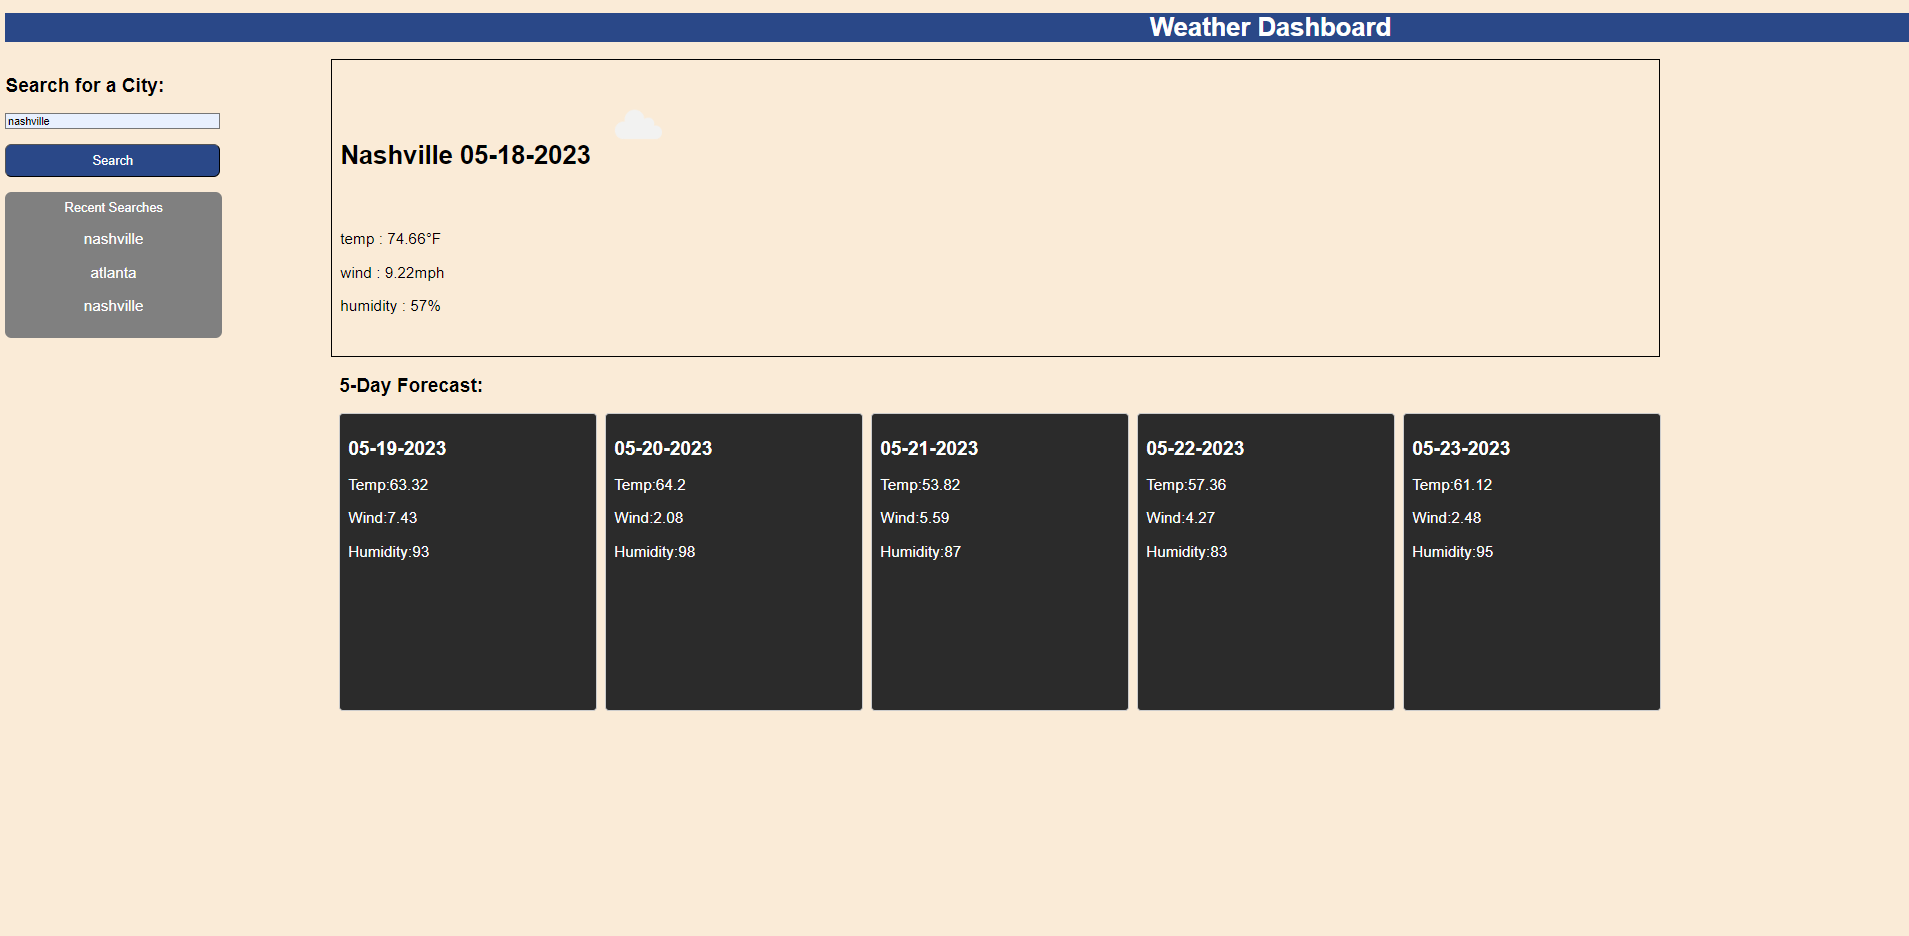 Weather Dashboard
Search for a City:
nashville
Search
Recent Searches
nashville
atlanta
nashville
Nashville 05-18-2023
temp : 74.66°F
wind : 9.22mph
humidity : 57%
5-Day Forecast:
05-19-2023
Temp:63.32
Wind:7.43
Humidity:93
05-20-2023
Temp:64.2
Wind:2.08
Humidity:98
05-21-2023
Temp:53.82
Wind:5.59
Humidity:87
05-22-2023
Temp:57.36
Wind:4.27
Humidity:83
05-23-2023
Temp:61.12
Wind:2.48
Humidity:95